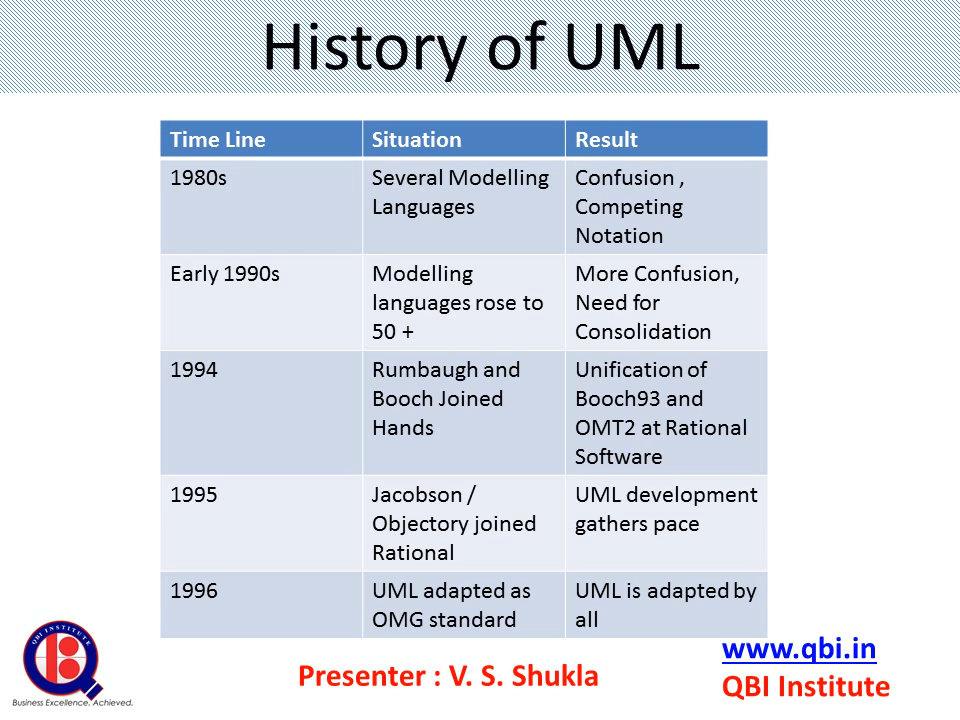 History of UML
Time Line Situation Result
1980s Several Modelling Confusion ,
Languages Competing
Notation
Early 1990s Modelling More Confusion,
languages rose to Need for
50 + Consolidation
1994 Rumbaugh and Unification of
Booch Joined Booch93 and
Hands OMT2 at Rational
Software
1995 Jacobson / UML development
Objectory joined gathers pace
Rational
1996 UML adapted as UML is adapted by
OMG standard all
QBI INSTITUTE
Business Excellence. Achieved.
Presenter : V. S. Shukla
www.qbi.in
QBI Institute